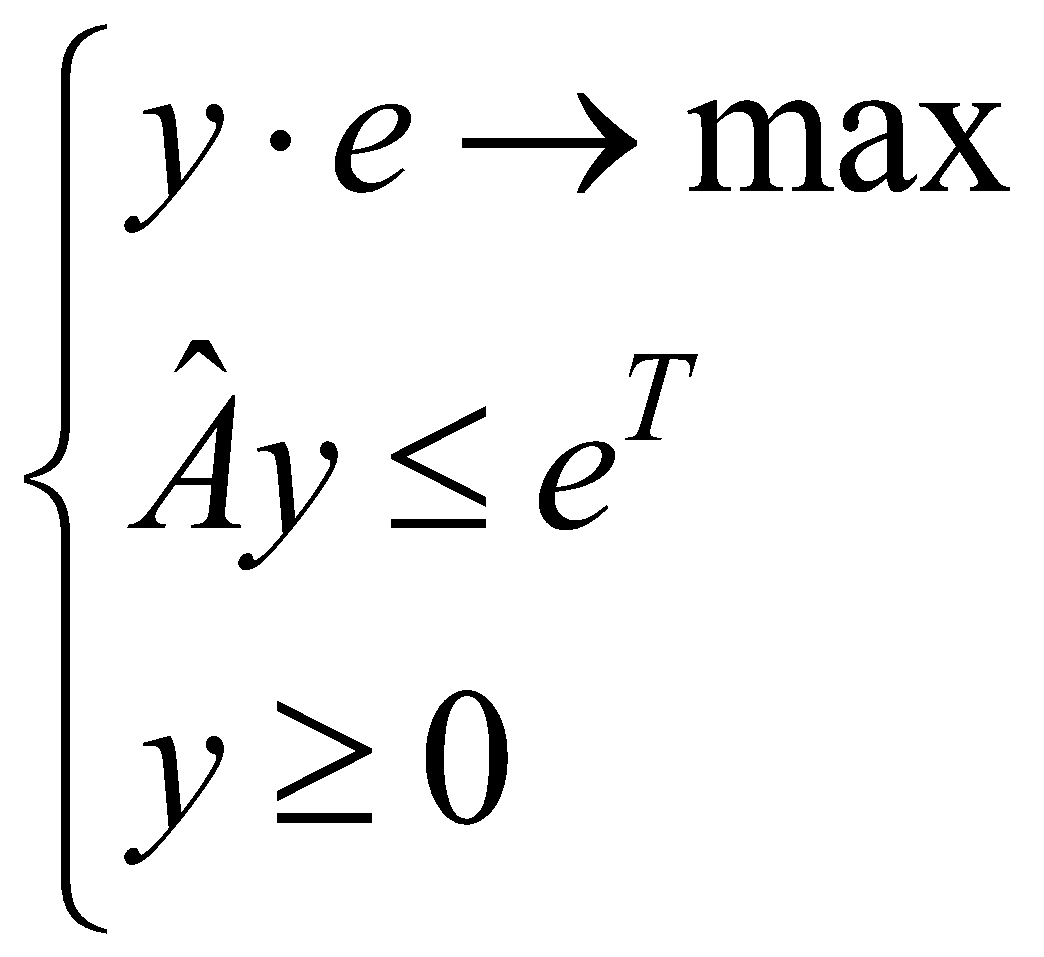 y · e → max
Ây ≤ e^T
y ≥ 0